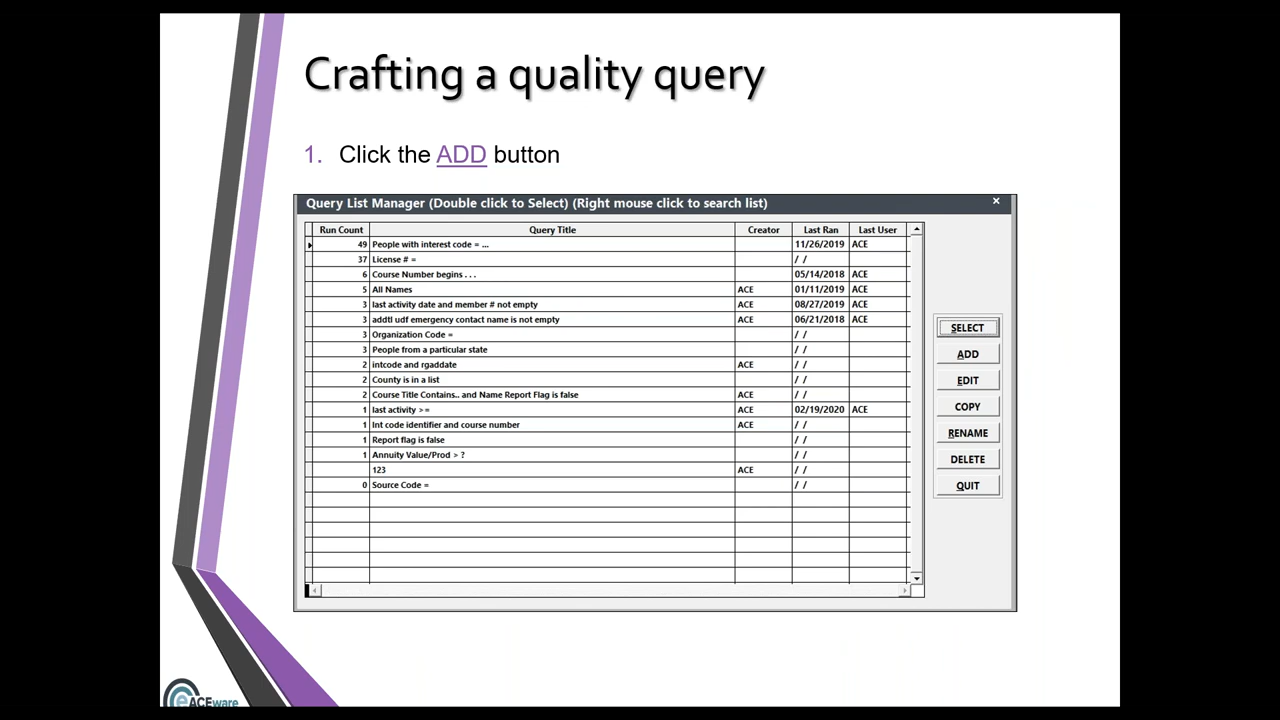 Crafting a quality query
1. Click the ADD button
Query List Manager (Double click to Select) (Right mouse click to search list) ×
Run Count Query Title Creator Last Ran Last User
49 People with interest code = ... 11/26/2019 ACE
37 License # = / /
6 Course Number begins . . . 05/14/2018 ACE
5 All Names ACE 01/11/2019 ACE
3 last activity date and member # not empty ACE 08/27/2019 ACE
3 addtl udf emergency contact name is not empty ACE 06/21/2018 ACE
3 Organization Code = / /
3 People from a particular state / /
2 intcode and rgaddate ACE / /
2 County is in a list / /
2 Course Title Contains.. and Name Report Flag is false ACE / /
1 last activity >= ACE 02/19/2020 ACE
1 Int code identifier and course number ACE / /
1 Report flag is false / /
1 Annuity Value/Prod > ? / /
123 ACE / /
0 Source Code = / /
SELECT
ADD
EDIT
COPY
RENAME
DELETE
QUIT
eACEware